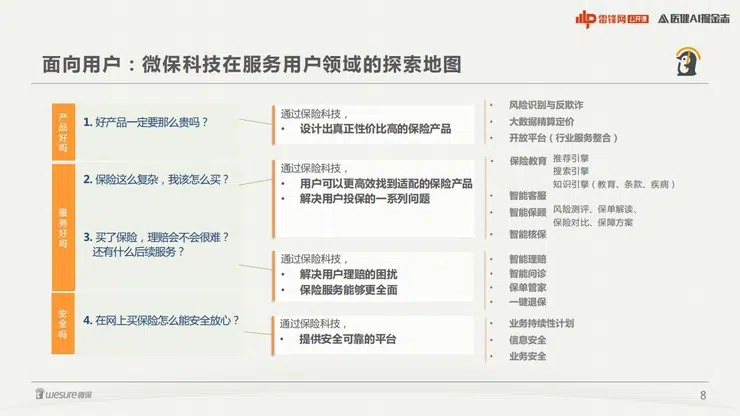 雷锋网 公开课 医健AI掘金志
面向用户：微保科技在服务用户领域的探索地图
产品好吗
1. 好产品一定要那么贵吗？
通过保险科技，
• 设计出真正性价比高的保险产品
• 风险识别与反欺诈
• 大数据精算定价
• 开放平台（行业服务整合）
服务好吗
2. 保险这么复杂，我该怎么买？
通过保险科技，
• 用户可以更高效找到适配的保险产品
• 解决用户投保的一系列问题
• 保险教育 推荐引擎
搜索引擎
知识引擎（教育、条款、疾病）
• 智能客服
• 智能保顾 风险测评、保单解读、
保险对比、保障方案
• 智能核保
3. 买了保险，理赔会不会很难？
还有什么后续服务？
通过保险科技，
• 解决用户理赔的困扰
• 保险服务能够更全面
• 智能理赔
• 智能问诊
• 保单管家
• 一键退保
安全吗
4. 在网上买保险怎么能安全放心？
通过保险科技，
• 提供安全可靠的平台
• 业务持续性计划
• 信息安全
• 业务安全
wesure微保
8